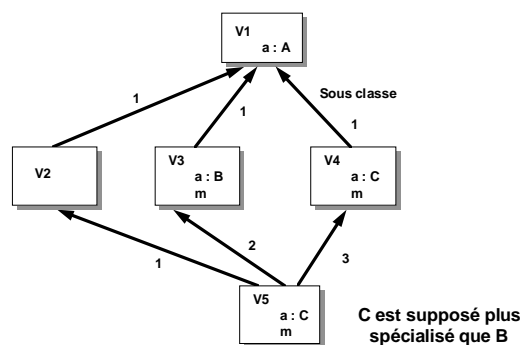 V1
a : A
Sous classe
1
1
1
V2
V3
a : B
m
V4
a : C
m
1
2
3
V5
a : C
m
C est supposé plus
spécialisé que B